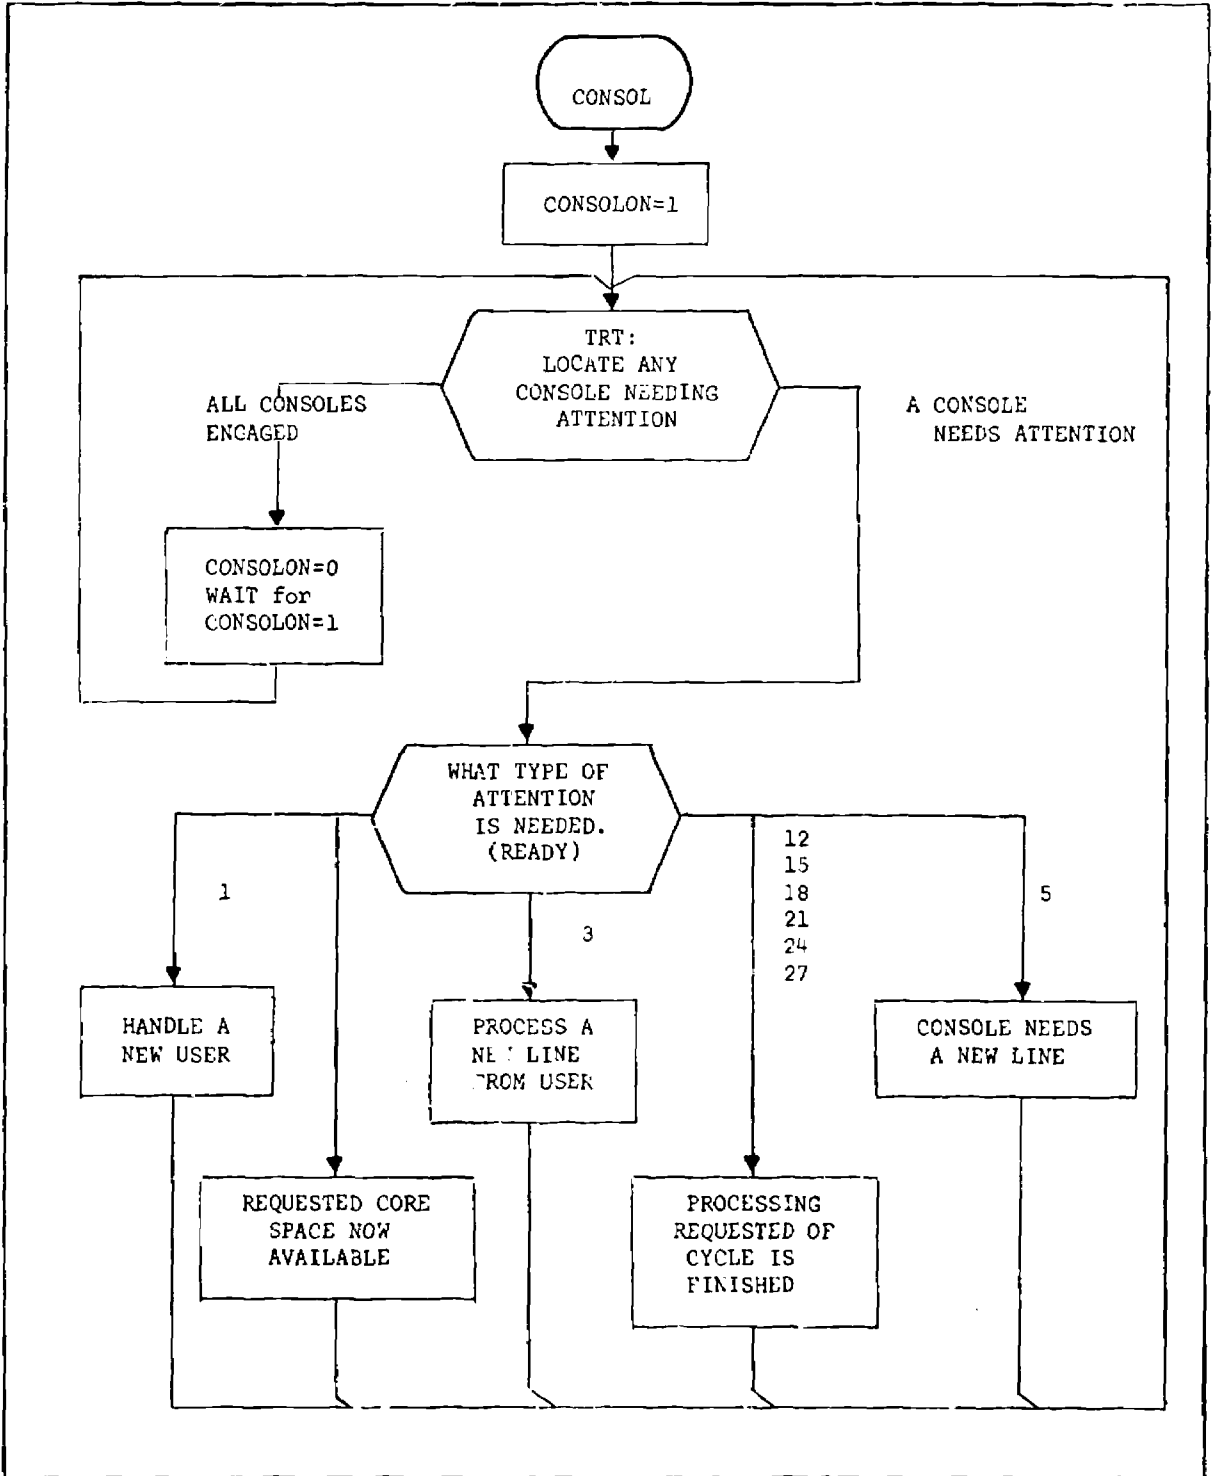 CONSOL
CONSOLON=1
TRT:
LOCATE ANY
CONSOLE NEEDING
ATTENTION
ALL CONSOLES
ENCAGED
A CONSOLE
NEEDS ATTENTION
CONSOLON=0
WAIT for
CONSOLON=1
WHAT TYPE OF
ATTENTION
IS NEEDED.
(READY)
1
3
12
15
18
21
24
27
5
HANDLE A
NEW USER
PROCESS A
LINE
FROM USER
CONSOLE NEEDS
A NEW LINE
REQUESTED CORE
SPACE NOW
AVAILABLE
PROCESSING
REQUESTED OF
CYCLE IS
FINISHED